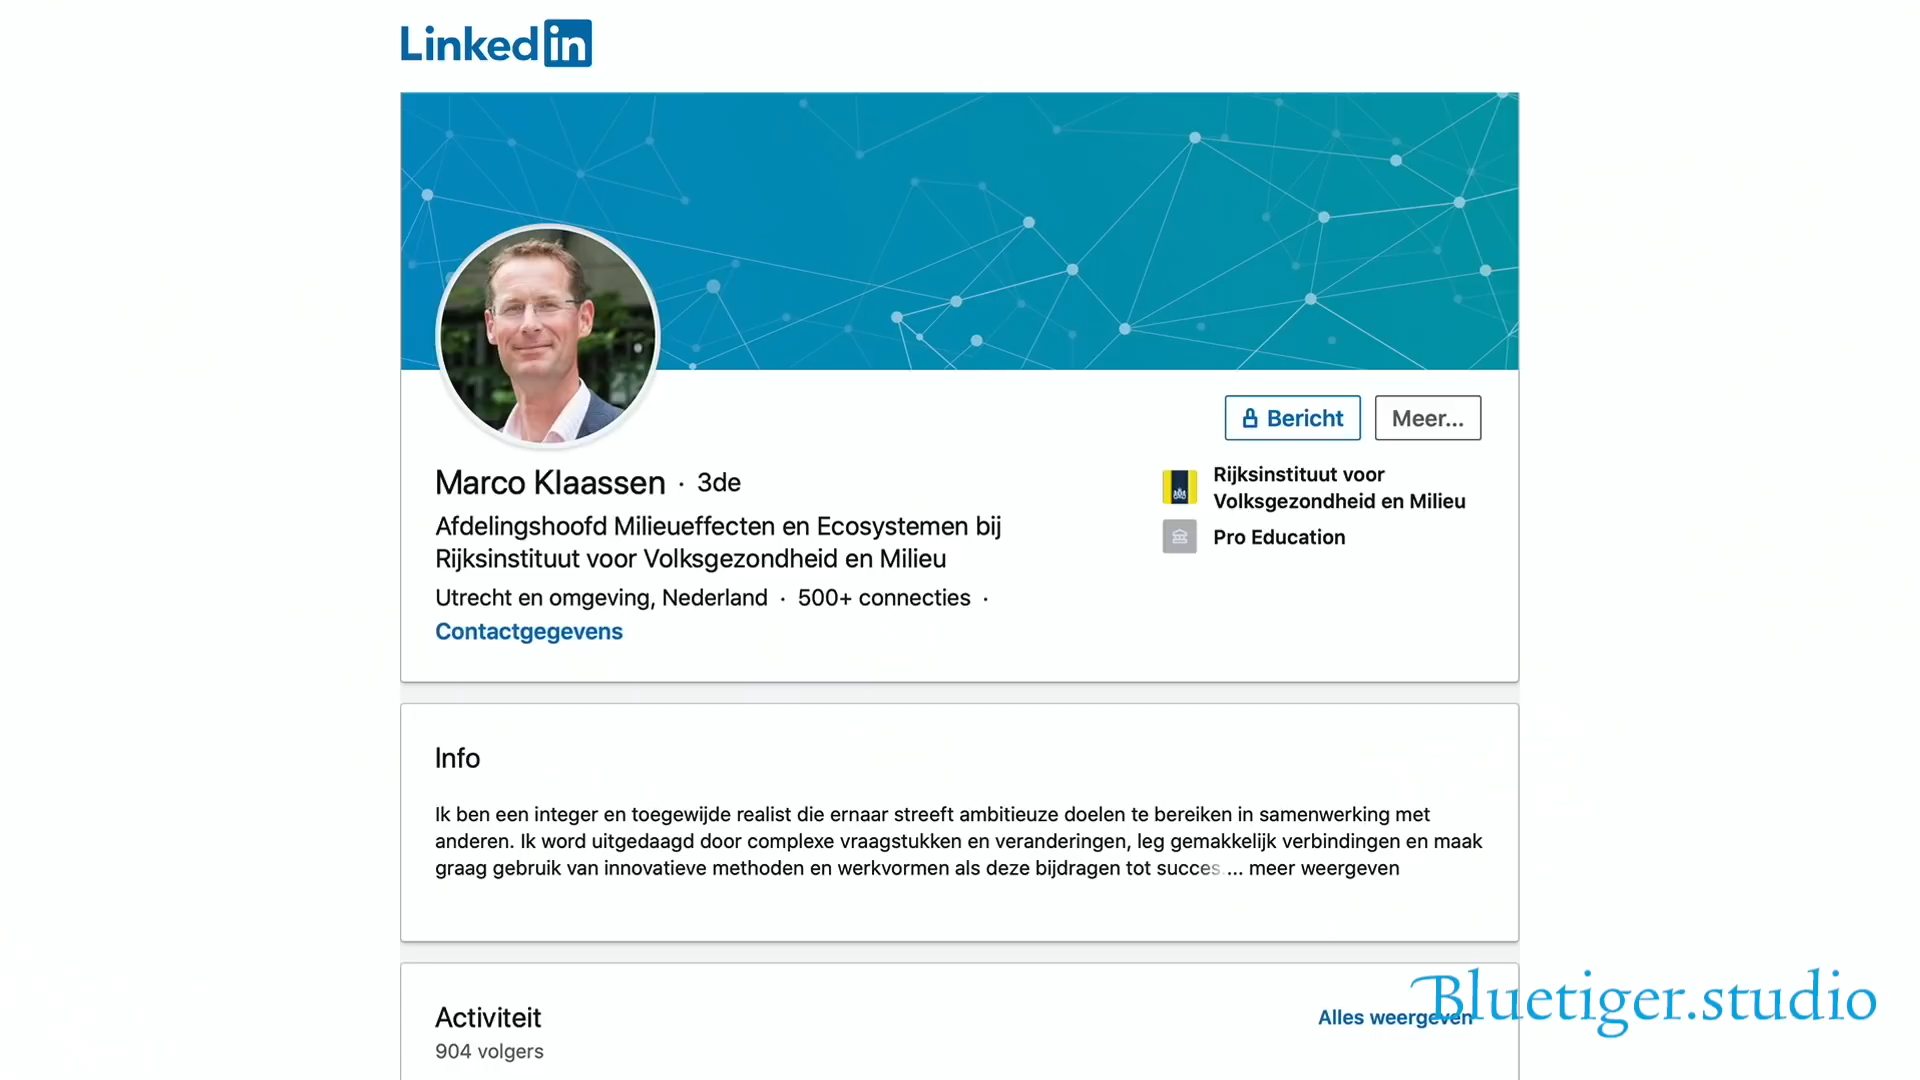 Linked in
Bericht
Meer...
Marco Klaassen · 3de
Afdelingshoofd Milieueffecten en Ecosystemen bij
Rijksinstituut voor Volksgezondheid en Milieu
Utrecht en omgeving, Nederland · 500+ connecties ·
Contactgegevens
Rijksinstituut voor
Volksgezondheid en Milieu
Pro Education
Info
Ik ben een integer en toegewijde realist die ernaar streeft ambitieuze doelen te bereiken in samenwerking met
anderen. Ik word uitgedaagd door complexe vraagstukken en veranderingen, leg gemakkelijk verbindingen en maak
graag gebruik van innovatieve methoden en werkvormen als deze bijdragen tot succes. ... meer weergeven
Activiteit
904 volgers
Alles weergeven
Bluetiger.studio